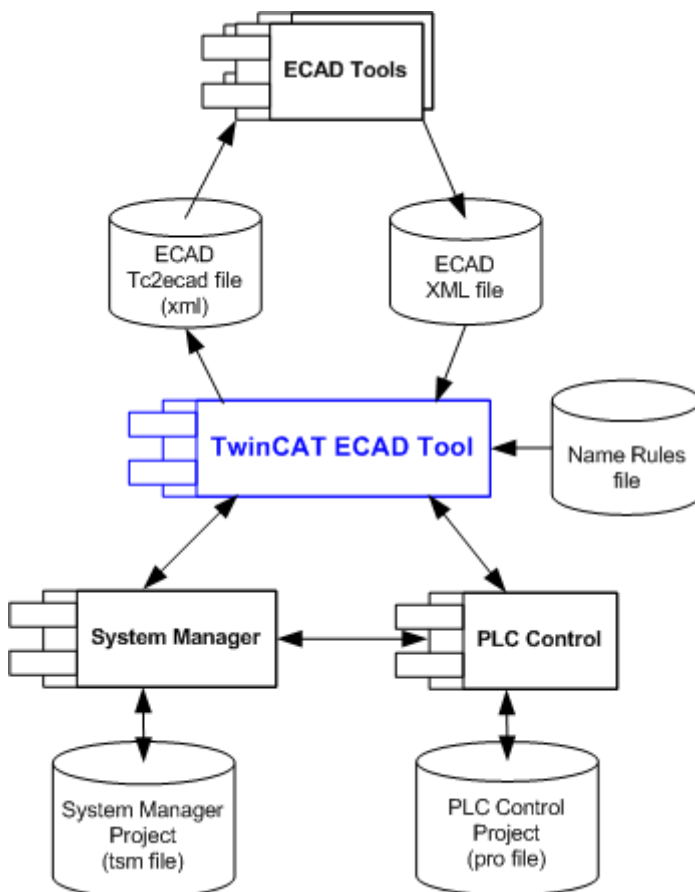 ECAD Tools
ECAD
Tc2ecad file
(xml)
ECAD
XML file
TwinCAT ECAD Tool
Name Rules
file
System Manager
PLC Control
System Manager
Project
(tsm file)
PLC Control
Project
(pro file)